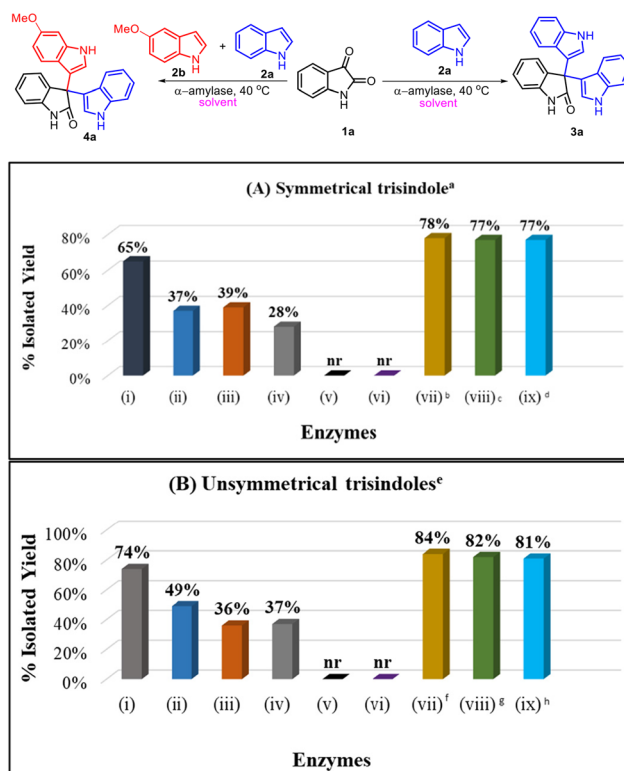 MeO
NH
MeO
N
H
2b
+
N
H
2a
α–amylase, 40 °C
solvent
O
O
N
H
1a
N
H
2a
α–amylase, 40 °C
solvent
NH
N
H
O
N
H
4a
NH
N
H
O
N
H
3a
(A) Symmetrical trisindoleᵃ
% Isolated Yield
80%
60%
40%
20%
0%
65%
37%
39%
28%
nr
nr
78%
77%
77%
(i) (ii) (iii) (iv) (v) (vi) (vii) b (viii) c (ix) d
Enzymes
(B) Unsymmetrical trisindolesᵉ
% Isolated Yield
100%
80%
60%
40%
20%
0%
74%
49%
36%
37%
nr
nr
84%
82%
81%
(i) (ii) (iii) (iv) (v) (vi) (vii) f (viii) g (ix) h
Enzymes